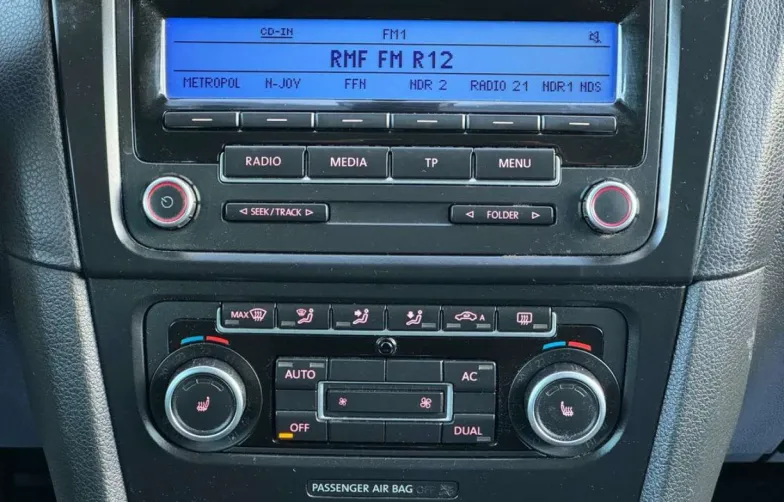 CD-IN FM1
RMF FM R12
METROPOL N-JOY FFN NDR 2 RADIO 21 NDR1 NDS
RADIO MEDIA TP MENU
SEEK/TRACK FOLDER
MAX A
AUTO AC
OFF DUAL
PASSENGER AIR BAG OFF